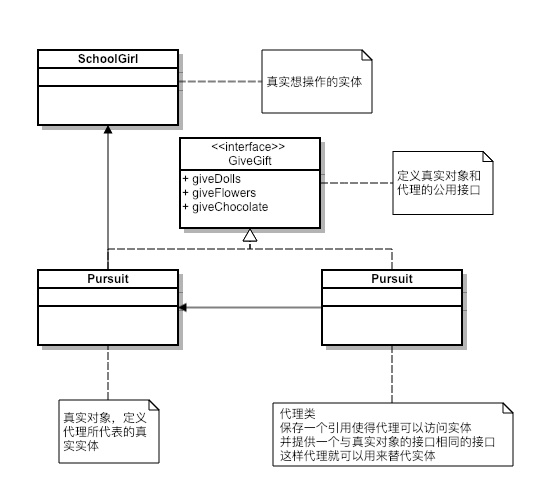 SchoolGirl
真实想操作的实体
<<interface>>
GiveGift
+ giveDolls
+ giveFlowers
+ giveChocolate
定义真实对象和
代理的公用接口
Pursuit
Pursuit
真实对象，定义
代理所代表的真
实实体
代理类
保存一个引用使得代理可以访问实体
并提供一个与真实对象的接口相同的接口
这样代理就可以用来替代实体